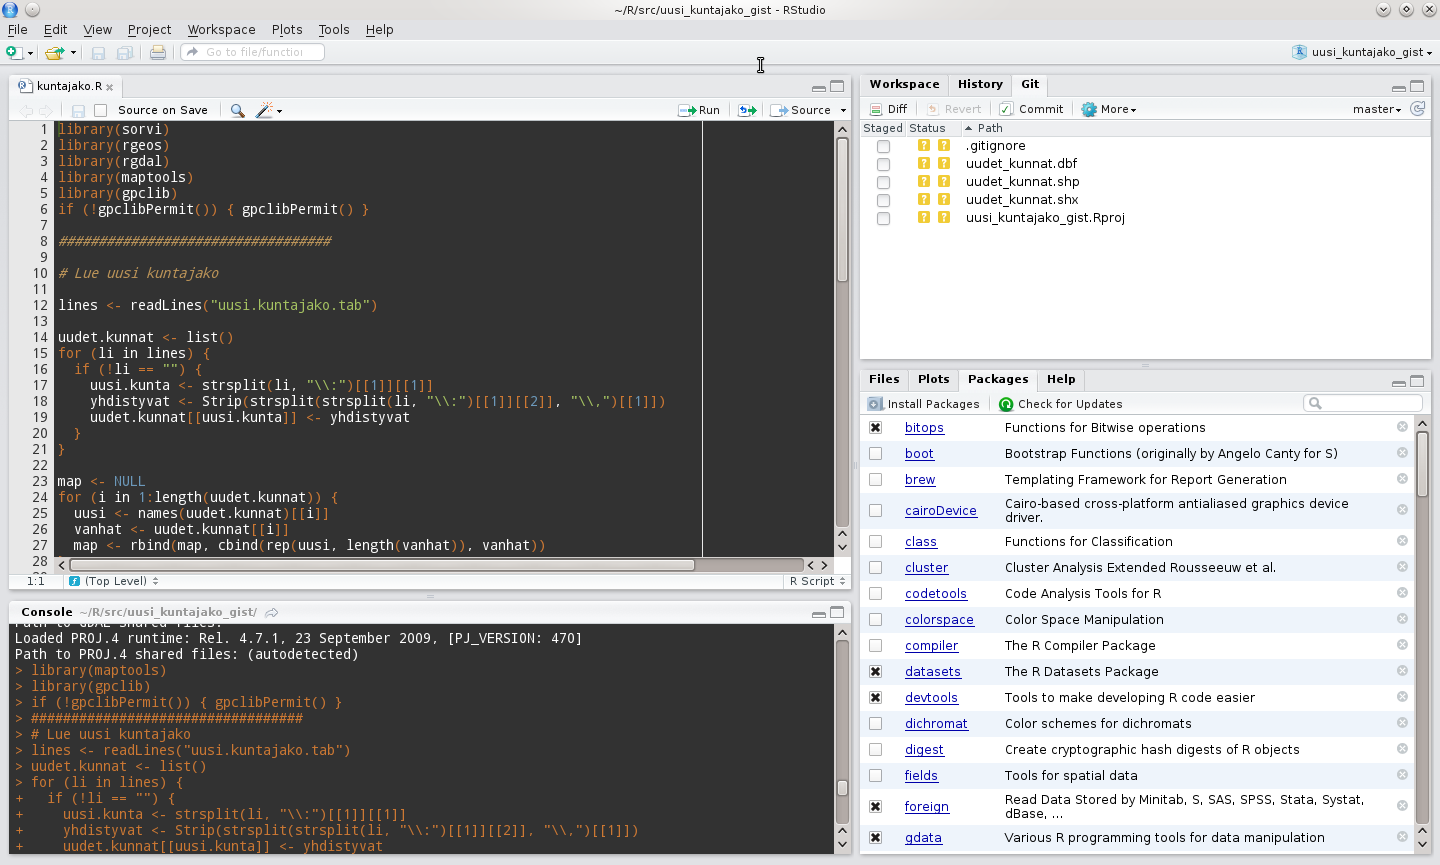 ~/R/src/uusi_kuntajako_gist - RStudio
File Edit View Project Workspace Plots Tools Help
Go to file/function
uusi_kuntajako_gist
kuntajako.R
Source on Save Run Source
1 library(sorvi)
2 library(rgeos)
3 library(rgdal)
4 library(maptools)
5 library(gpclib)
6 if (!gpclibPermit()) { gpclibPermit() }
7
8 ##################################
9
10 # Lue uusi kuntajako
11
12 lines <- readLines("uusi.kuntajako.tab")
13
14 uudet.kunnat <- list()
15 for (li in lines) {
16 if (!li == "") {
17 uusi.kunta <- strsplit(li, "\\:")[[1]][[1]]
18 yhdistyvat <- Strip(strsplit(strsplit(li, "\\:")[[1]][[2]], "\\,")[[1]])
19 uudet.kunnat[[uusi.kunta]] <- yhdistyvat
20 }
21 }
22
23 map <- NULL
24 for (i in 1:length(uudet.kunnat)) {
25 uusi <- names(uudet.kunnat)[[i]]
26 vanhat <- uudet.kunnat[[i]]
27 map <- rbind(map, cbind(rep(uusi, length(vanhat)), vanhat))
28
1:1 (Top Level) R Script
Console ~/R/src/uusi_kuntajako_gist/
Path to GDAL shared files:
Loaded PROJ.4 runtime: Rel. 4.7.1, 23 September 2009, [PJ_VERSION: 470]
Path to PROJ.4 shared files: (autodetected)
> library(maptools)
> library(gpclib)
> if (!gpclibPermit()) { gpclibPermit() }
> ##################################
> # Lue uusi kuntajako
> lines <- readLines("uusi.kuntajako.tab")
> uudet.kunnat <- list()
> for (li in lines) {
+ if (!li == "") {
+ uusi.kunta <- strsplit(li, "\\:")[[1]][[1]]
+ yhdistyvat <- Strip(strsplit(strsplit(li, "\\:")[[1]][[2]], "\\,")[[1]])
+ uudet.kunnat[[uusi.kunta]] <- yhdistyvat
Workspace History Git
Diff Revert Commit More master
Staged Status Path
? ? .gitignore
? ? uudet_kunnat.dbf
? ? uudet_kunnat.shp
? ? uudet_kunnat.shx
? ? uusi_kuntajako_gist.Rproj
Files Plots Packages Help
Install Packages Check for Updates
bitops Functions for Bitwise operations
boot Bootstrap Functions (originally by Angelo Canty for S)
brew Templating Framework for Report Generation
cairoDevice Cairo-based cross-platform antialiased graphics device
driver.
class Functions for Classification
cluster Cluster Analysis Extended Rousseeuw et al.
codetools Code Analysis Tools for R
colorspace Color Space Manipulation
compiler The R Compiler Package
datasets The R Datasets Package
devtools Tools to make developing R code easier
dichromat Color schemes for dichromats
digest Create cryptographic hash digests of R objects
fields Tools for spatial data
foreign Read Data Stored by Minitab, S, SAS, SPSS, Stata, Systat,
dBase, ...
gdata Various R programming tools for data manipulation